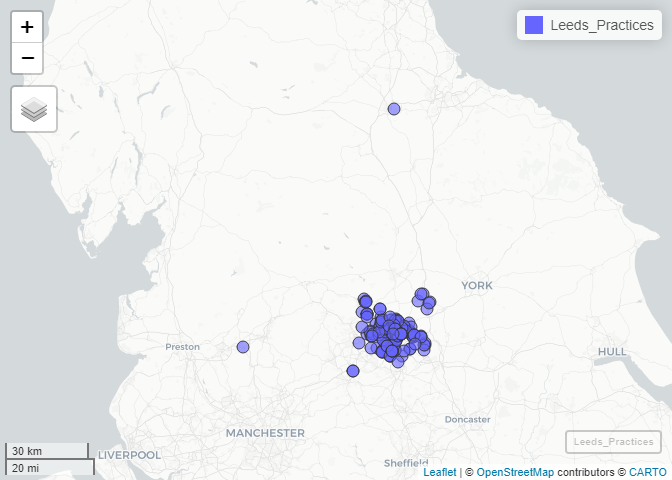 +
Leeds_Practices
−
YORK
Preston
HULL
Doncaster
MANCHESTER
Leeds_Practices
30 km
20 mi
LIVERPOOL
Sheffield
Leaflet | © OpenStreetMap contributors © CARTO